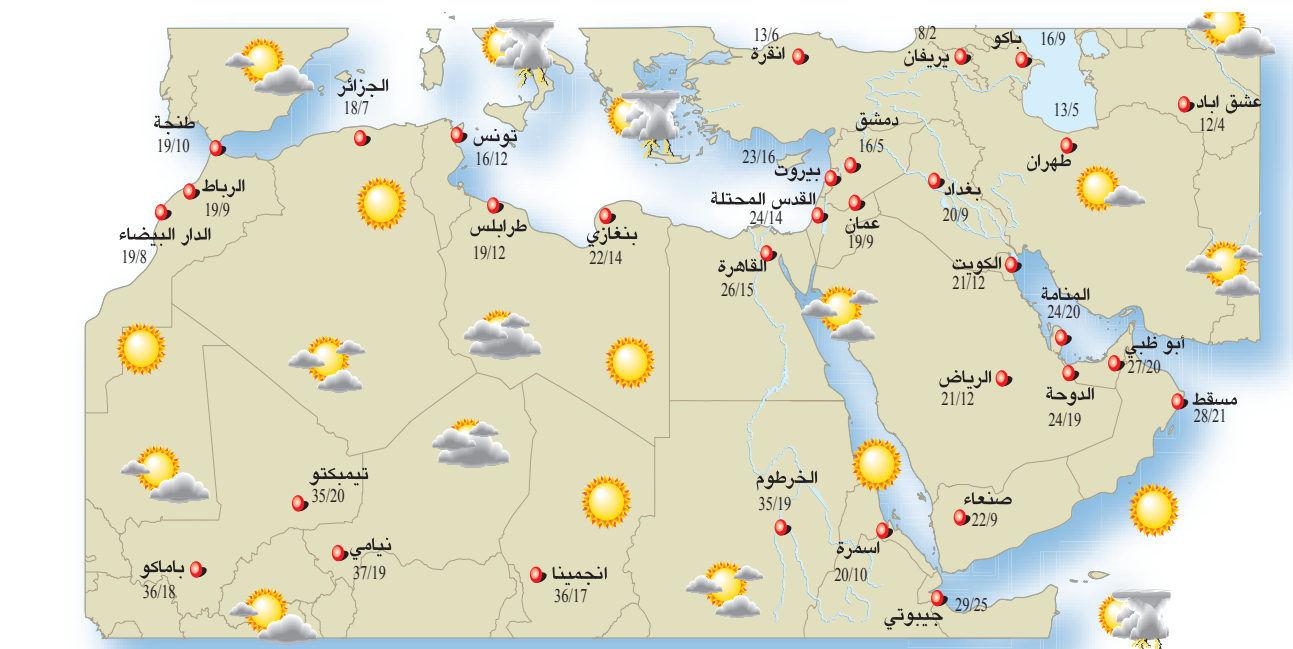 13/6
انقرة
8/2
يريفان
باكو
16/9
عشق اباد
12/4
13/5
طهران
الجزائر
18/7
طنجة
19/10
تونس
16/12
دمشق
16/5
23/16
بيروت
بغداد
20/9
الرباط
19/9
الدار البيضاء
19/8
طرابلس
19/12
بنغازي
22/14
القدس المحتلة
24/14
عمان
19/9
القاهرة
26/15
الكويت
21/12
المنامة
24/20
أبو ظبي
27/20
الرياض
21/12
الدوحة
24/19
مسقط
28/21
تيمبكتو
35/20
الخرطوم
35/19
صنعاء
22/9
نيامي
37/19
اسمرة
20/10
باماكو
36/18
انجمينا
36/17
29/25
جيبوتي